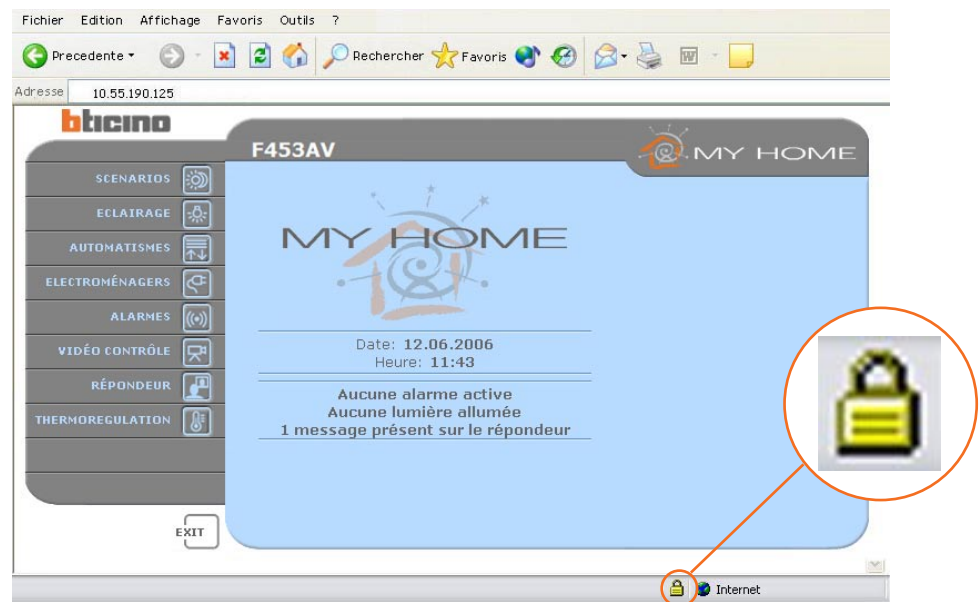 Fichier Edition Affichage Favoris Outils ?
Precedente Rechercher Favoris
Adresse 10.55.190.125
bticino
F453AV
MY HOME
SCENARIOS
ECLAIRAGE
AUTOMATISMES
ELECTROMÉNAGERS
ALARMES
VIDÉO CONTRÔLE
RÉPONDEUR
THERMOREGULATION
EXIT
MY HOME
Date: 12.06.2006
Heure: 11:43
Aucune alarme active
Aucune lumière allumée
1 message présent sur le répondeur
Internet